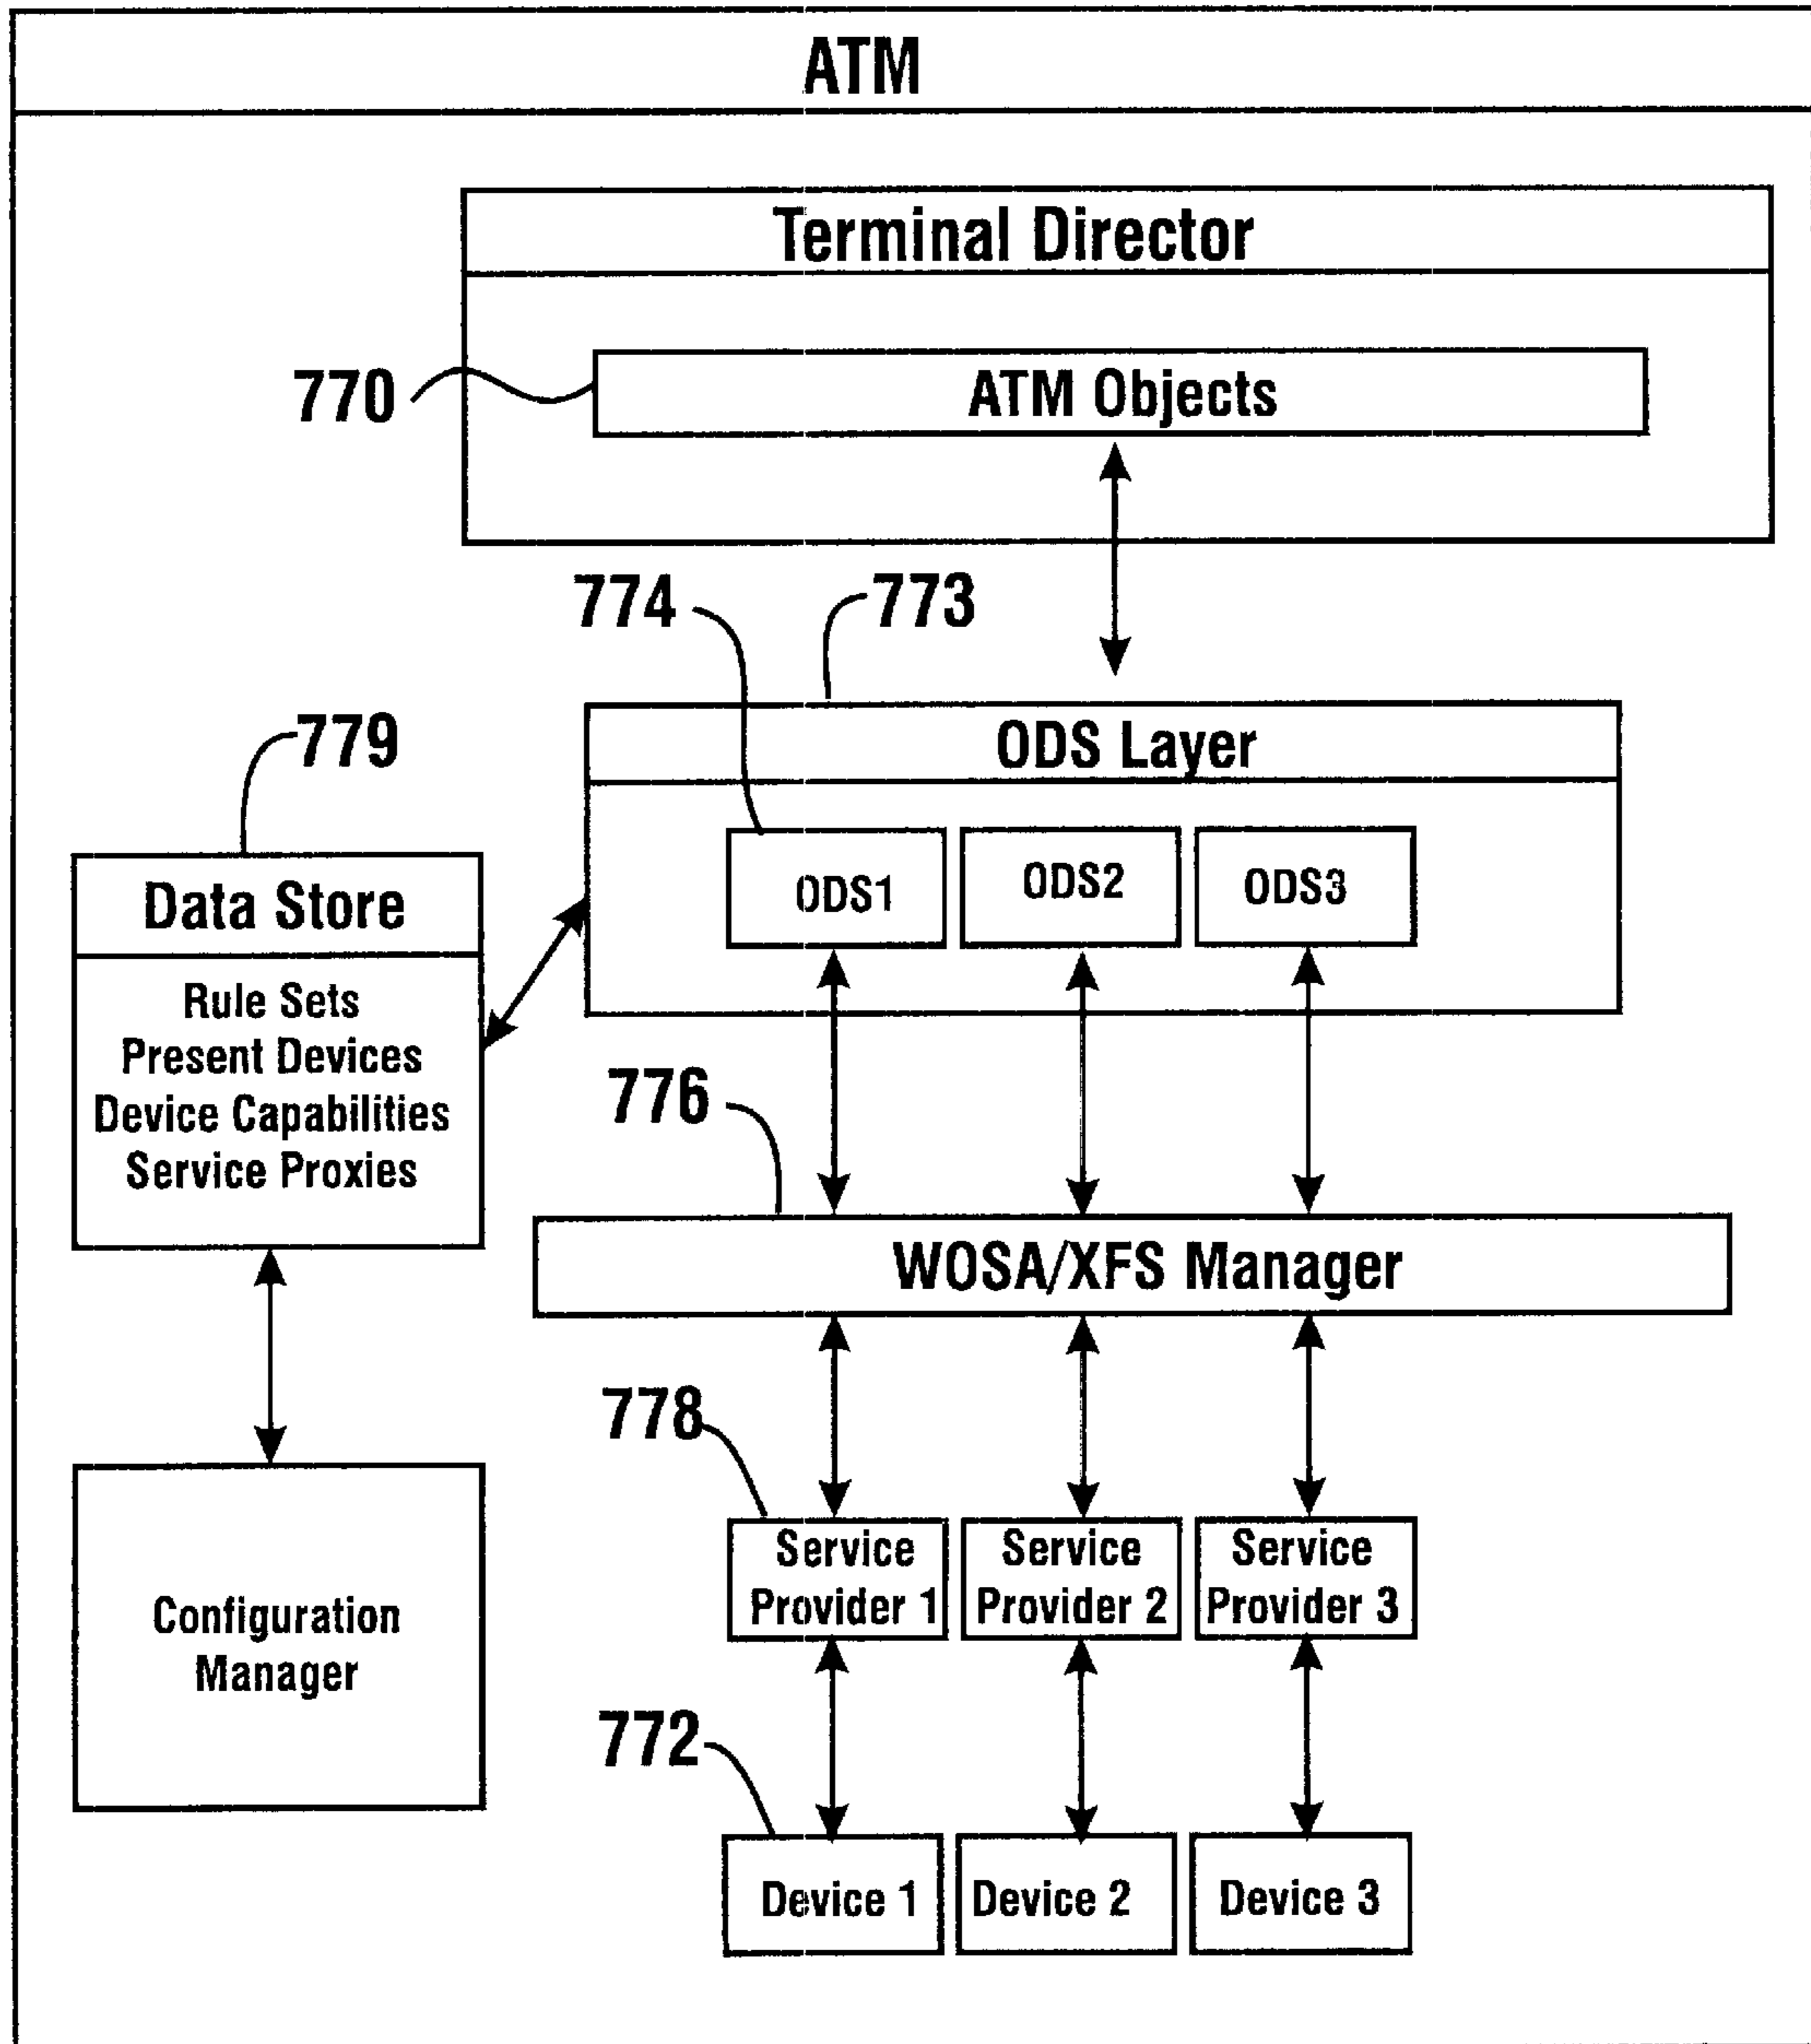 ATM
Terminal Director
770
ATM Objects
774
773
779
ODS Layer
ODS1
ODS2
ODS3
Data Store
Rule Sets
Present Devices
Device Capabilities
Service Proxies
776
WOSA/XFS Manager
778
Service
Provider 1
Service
Provider 2
Service
Provider 3
Configuration
Manager
772
Device 1
Device 2
Device 3